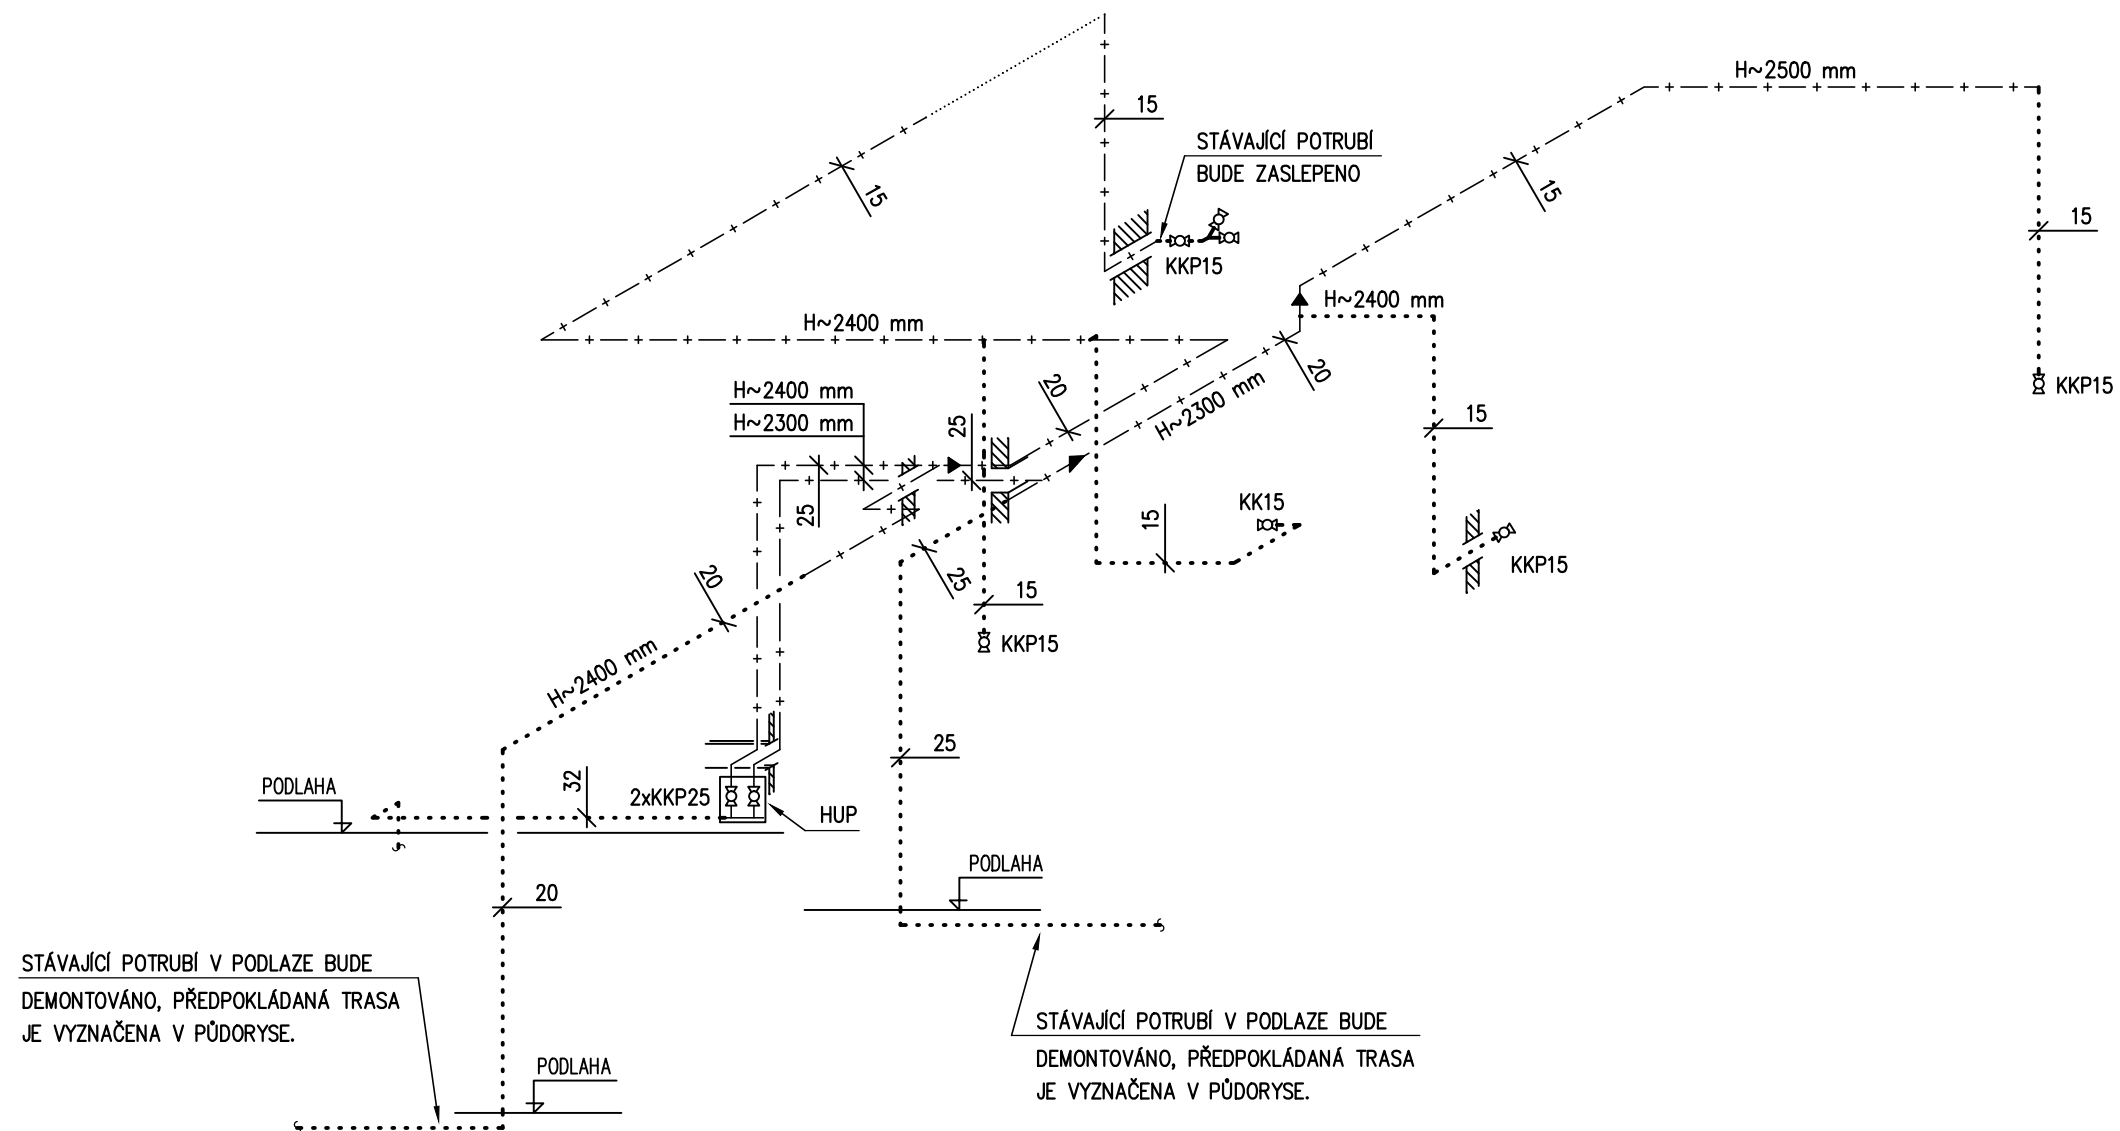 H~2500 mm
15
STÁVAJÍCÍ POTRUBÍ
BUDE ZASLEPENO
15
15
15
KKP15
H~2400 mm
H~2400 mm
KKP15
20
H~2400 mm
20
H~2300 mm
H~2300 mm
25
15
25
KK15
15
KKP15
25
20
15
KKP15
H~2400 mm
25
PODLAHA
32
2xKKP25
HUP
PODLAHA
20
STÁVAJÍCÍ POTRUBÍ V PODLAZE BUDE
DEMONTOVÁNO, PŘEDPOKLÁDANÁ TRASA
JE VYZNAČENA V PŮDORYSE.
STÁVAJÍCÍ POTRUBÍ V PODLAZE BUDE
DEMONTOVÁNO, PŘEDPOKLÁDANÁ TRASA
JE VYZNAČENA V PŮDORYSE.
PODLAHA